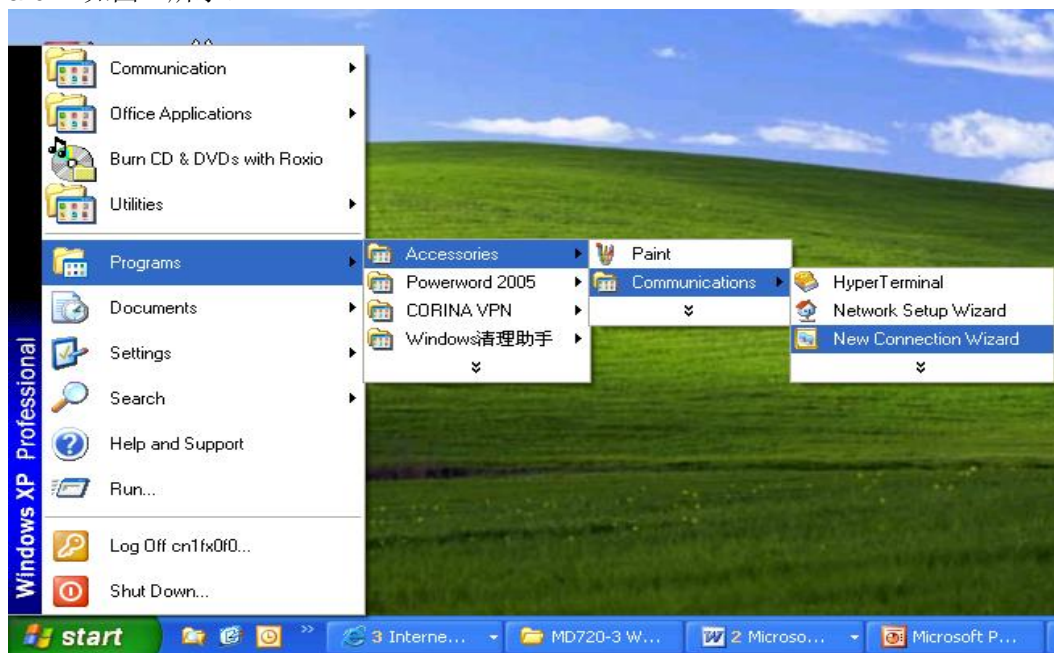 Communication
Office Applications
Burn CD & DVDs with Roxio
Utilities
Programs
Documents
Settings
Search
Help and Support
Run...
Log Off cn1fx0f0...
Shut Down...
Windows XP Professional
Accessories
Powerword 2005
CORINA VPN
Windows清理助手
Paint
Communications
HyperTerminal
Network Setup Wizard
New Connection Wizard
start
3 Interne...
MD720-3 W...
2 Microso...
Microsoft P...